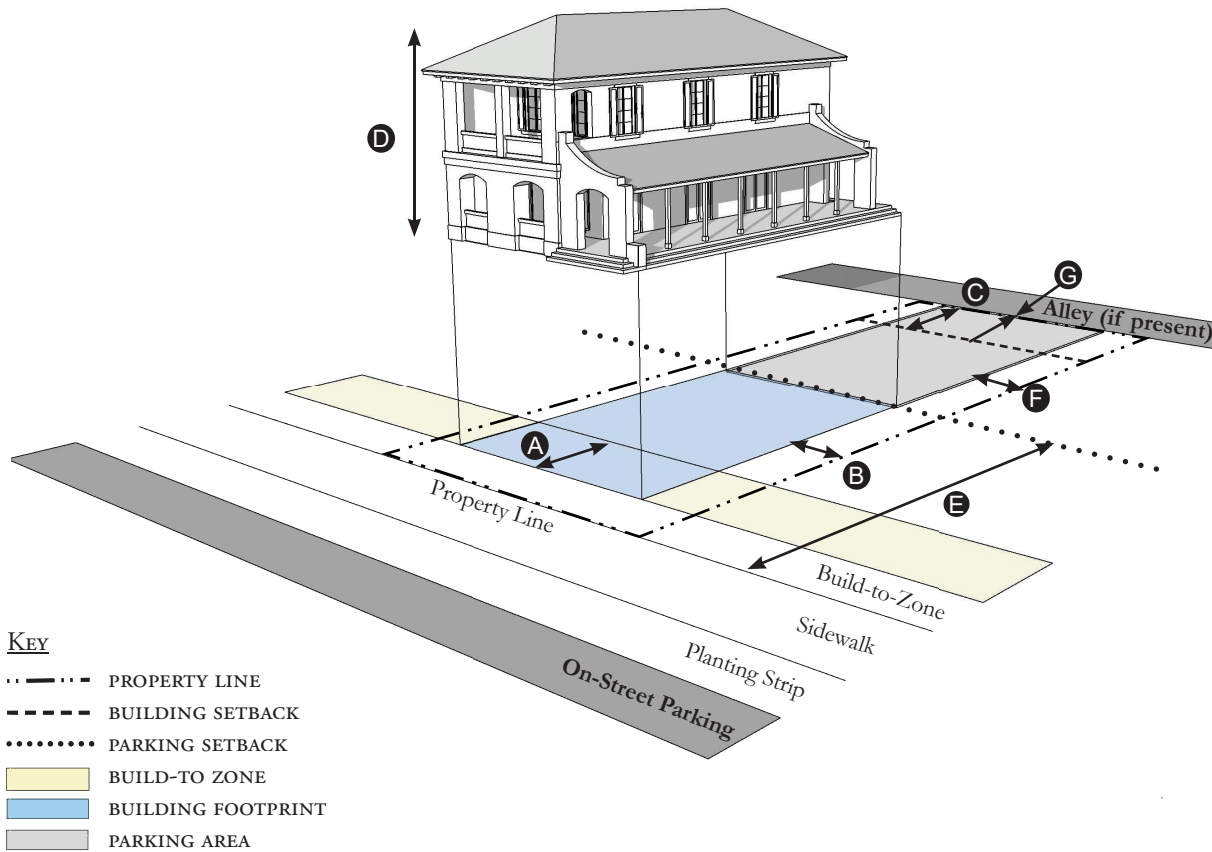 D
G
C
Alley (if present)
F
A
B
Property Line
E
Build-to-Zone
Sidewalk
Planting Strip
On-Street Parking
Key
property line
building setback
parking setback
build-to zone
building footprint
parking area